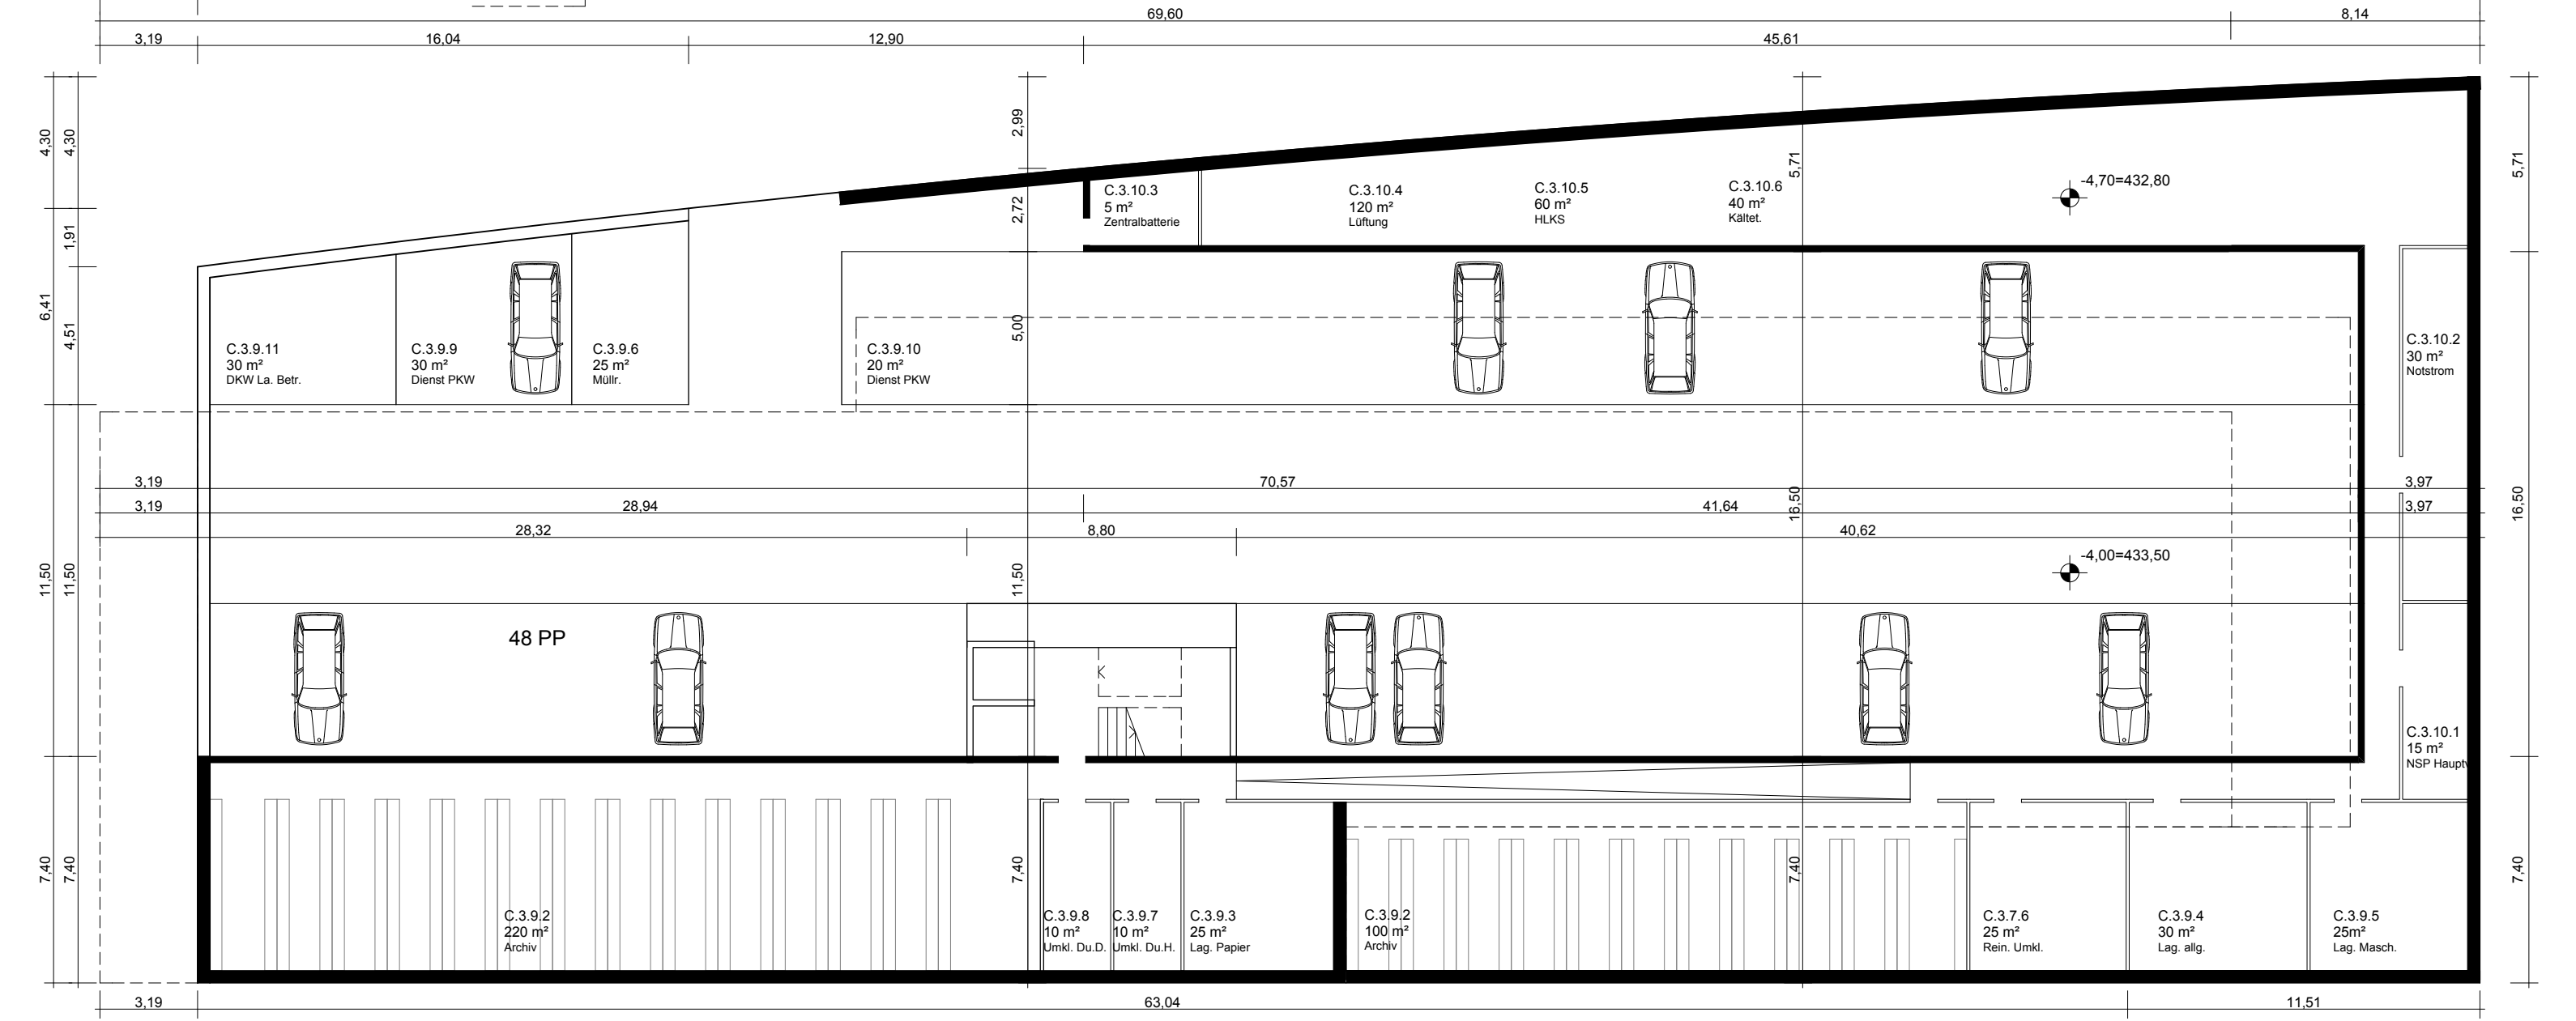 69,60
8,14
3,19
16,04
12,90
45,61
4,30
4,30
2,99
5,71
5,71
1,91
2,72
C.3.10.3
5 m²
Zentralbatterie
C.3.10.4
120 m²
Lüftung
C.3.10.5
60 m²
HLKS
C.3.10.6
40 m²
Kältet.
-4,70=432,80
6,41
4,51
5,00
C.3.9.11
30 m²
DKW La. Betr.
C.3.9.9
30 m²
Dienst PKW
C.3.9.6
25 m²
Müllr.
C.3.9.10
20 m²
Dienst PKW
C.3.10.2
30 m²
Notstrom
3,19
70,57
3,97
3,19
28,94
41,64
3,97
16,50
16,50
28,32
8,80
40,62
11,50
11,50
11,50
-4,00=433,50
48 PP
C.3.10.1
15 m²
NSP Hauptv
7,40
7,40
7,40
7,40
7,40
C.3.9.2
220 m²
Archiv
C.3.9.8
10 m²
Umkl. Du.D.
C.3.9.7
10 m²
Umkl. Du.H.
C.3.9.3
25 m²
Lag. Papier
C.3.9.2
100 m²
Archiv
C.3.7.6
25 m²
Rein. Umkl.
C.3.9.4
30 m²
Lag. allg.
C.3.9.5
25m²
Lag. Masch.
3,19
63,04
11,51